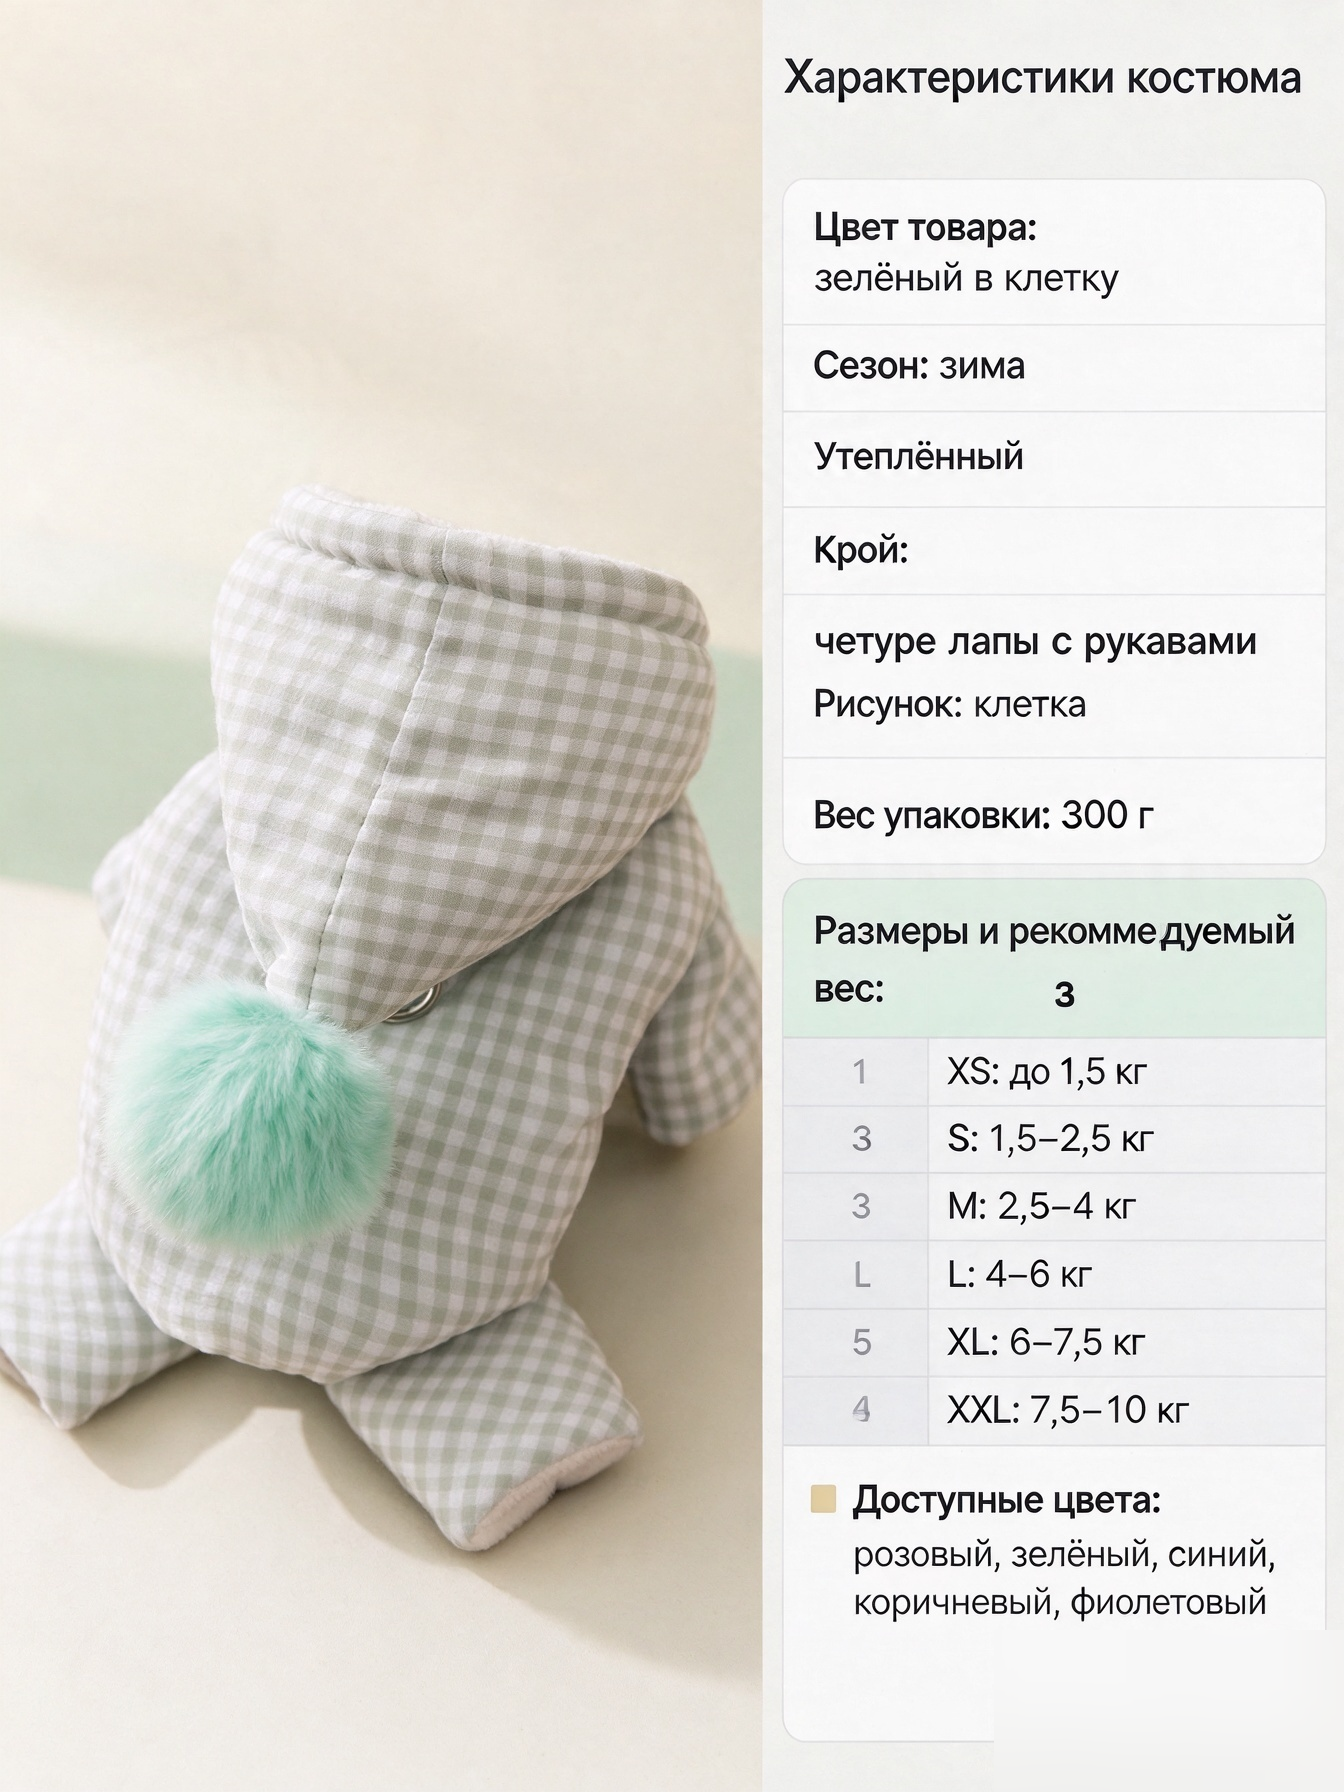 Характеристики костюма
Цвет товара:
зелёный в клетку
Сезон: зима
Утеплённый
Крой:
четуре лапы с рукавами
Рисунок: клетка
Вес упаковки: 300 г
Размеры и рекомме дуемый
вес: 3
1 XS: до 1,5 кг
3 S: 1,5–2,5 кг
3 M: 2,5–4 кг
L L: 4–6 кг
5 XL: 6–7,5 кг
4 XXL: 7,5–10 кг
Доступные цвета:
розовый, зелёный, синий,
коричневый, фиолетовый